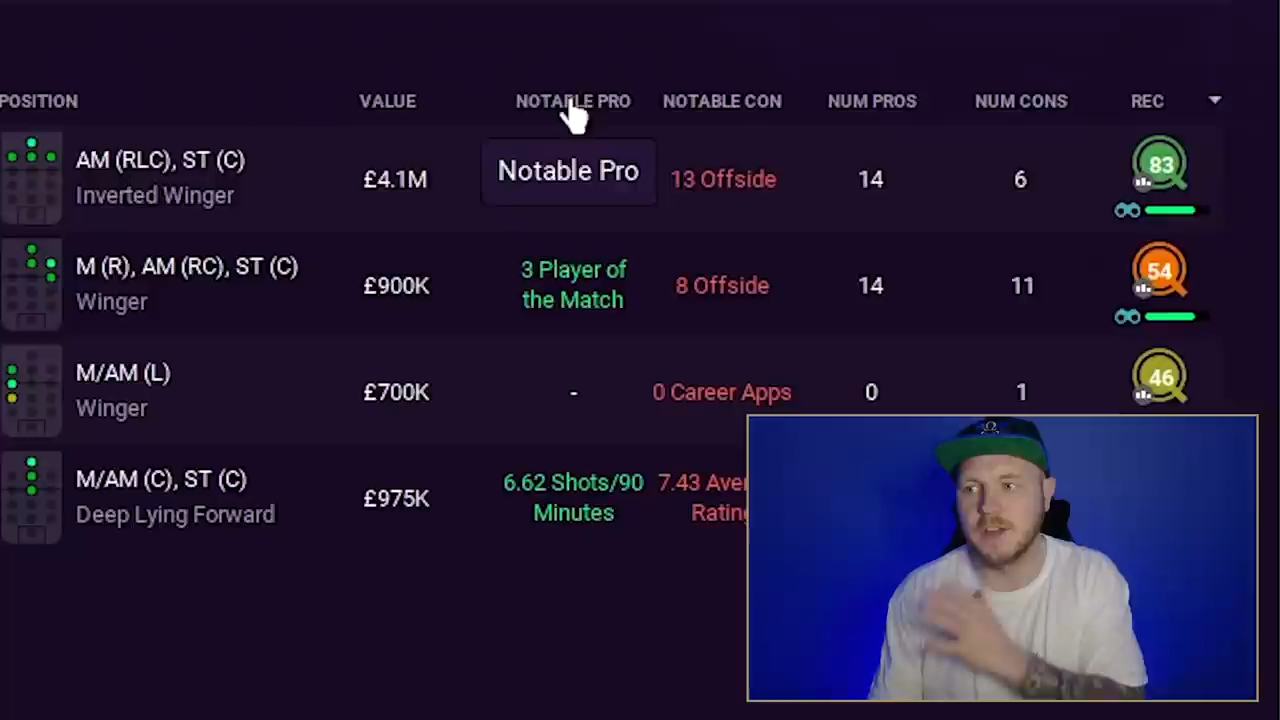 POSITION VALUE NOTABLE PRO NOTABLE CON NUM PROS NUM CONS REC
AM (RLC), ST (C)
Inverted Winger
£4.1M
Notable Pro
13 Offside
14
6
83
M (R), AM (RC), ST (C)
Winger
£900K
3 Player of
the Match
8 Offside
14
11
54
M/AM (L)
Winger
£700K
-
0 Career Apps
0
1
46
M/AM (C), ST (C)
Deep Lying Forward
£975K
6.62 Shots/90
Minutes
7.43